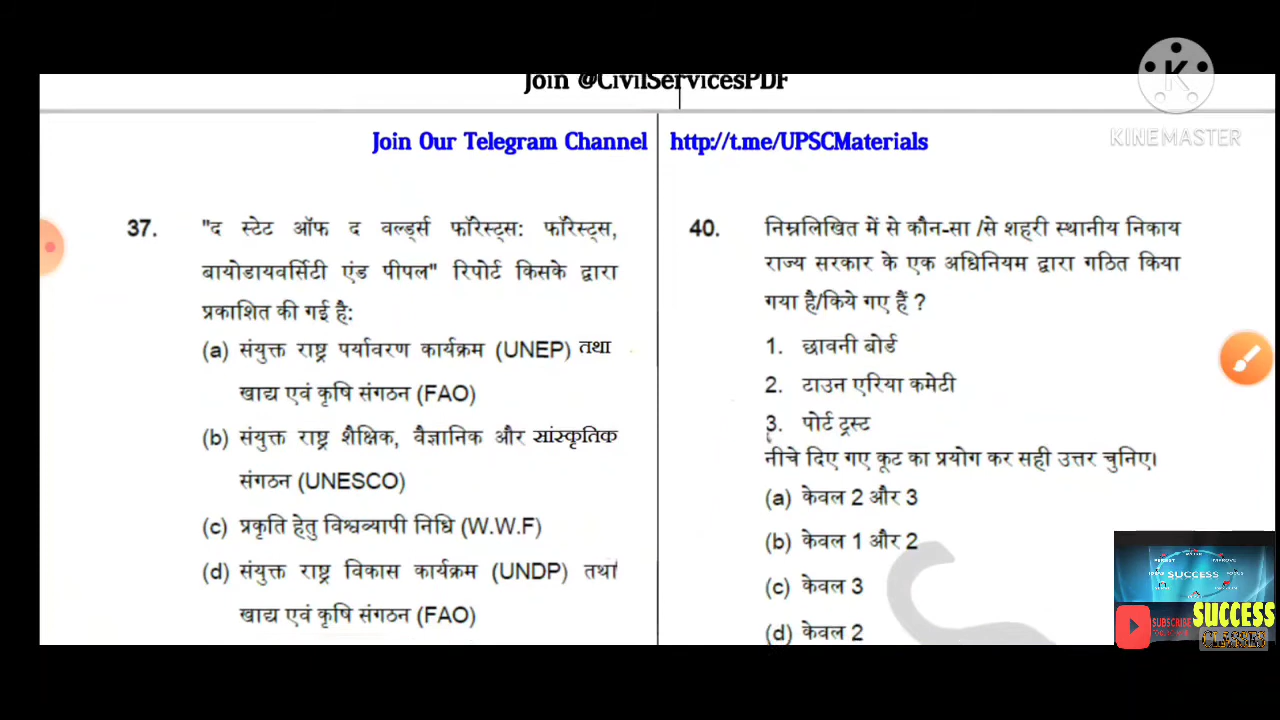 Join @CivilServicesPDF
K
KINEMASTER
Join Our Telegram Channel
http://t.me/UPSCMaterials
37. "द स्टेट ऑफ द वर्ल्ड्स फॉरेस्ट्स: फॉरेस्ट्स,
बायोडायवर्सिटी एंड पीपल" रिपोर्ट किसके द्वारा
प्रकाशित की गई है:
(a) संयुक्त राष्ट्र पर्यावरण कार्यक्रम (UNEP) तथा
खाद्य एवं कृषि संगठन (FAO)
(b) संयुक्त राष्ट्र शैक्षिक, वैज्ञानिक और सांस्कृतिक
संगठन (UNESCO)
(c) प्रकृति हेतु विश्वव्यापी निधि (W.W.F)
(d) संयुक्त राष्ट्र विकास कार्यक्रम (UNDP) तथा
खाद्य एवं कृषि संगठन (FAO)
40. निम्नलिखित में से कौन-सा /से शहरी स्थानीय निकाय
राज्य सरकार के एक अधिनियम द्वारा गठित किया
गया है/किये गए हैं ?
1. छावनी बोर्ड
2. टाउन एरिया कमेटी
3. पोर्ट ट्रस्ट
नीचे दिए गए कूट का प्रयोग कर सही उत्तर चुनिए।
(a) केवल 2 और 3
(b) केवल 1 और 2
(c) केवल 3
(d) केवल 2
SUCCESS
SUBSCRIBE
SUCCESS
CLASSES